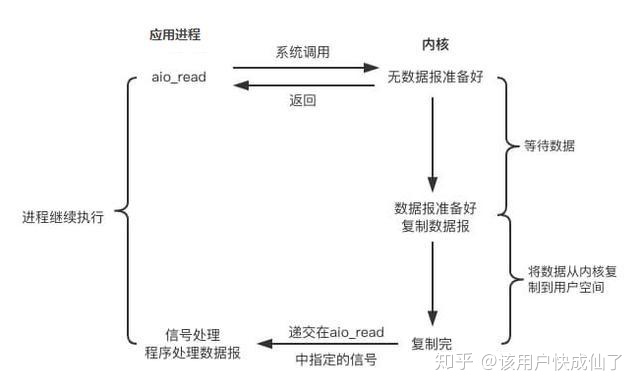 应用进程
内核
系统调用
aio_read
无数据报准备好
返回
等待数据
数据报准备好
复制数据报
进程继续执行
将数据从内核复
制到用户空间
信号处理
程序处理数据报
递交在aio_read
中指定的信号
复制完
知乎 @该用户快成仙了